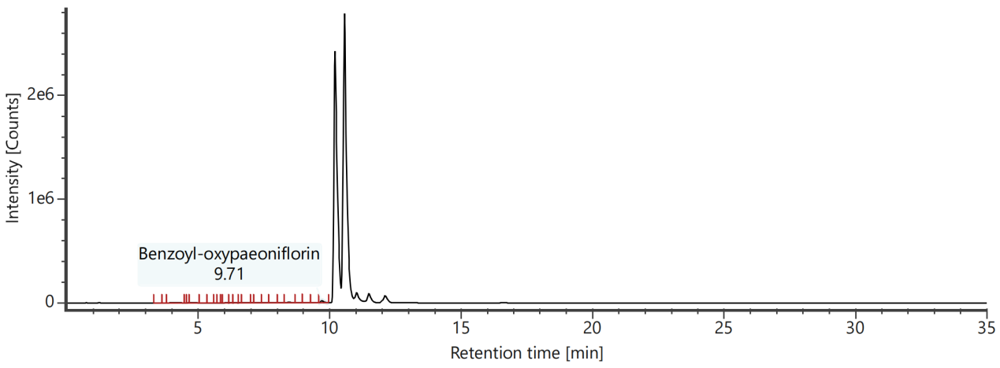 Intensity [Counts]
2e6
1e6
0
Benzoyl-oxypaeoniflorin
9.71
5 10 15 20 25 30 35
Retention time [min]